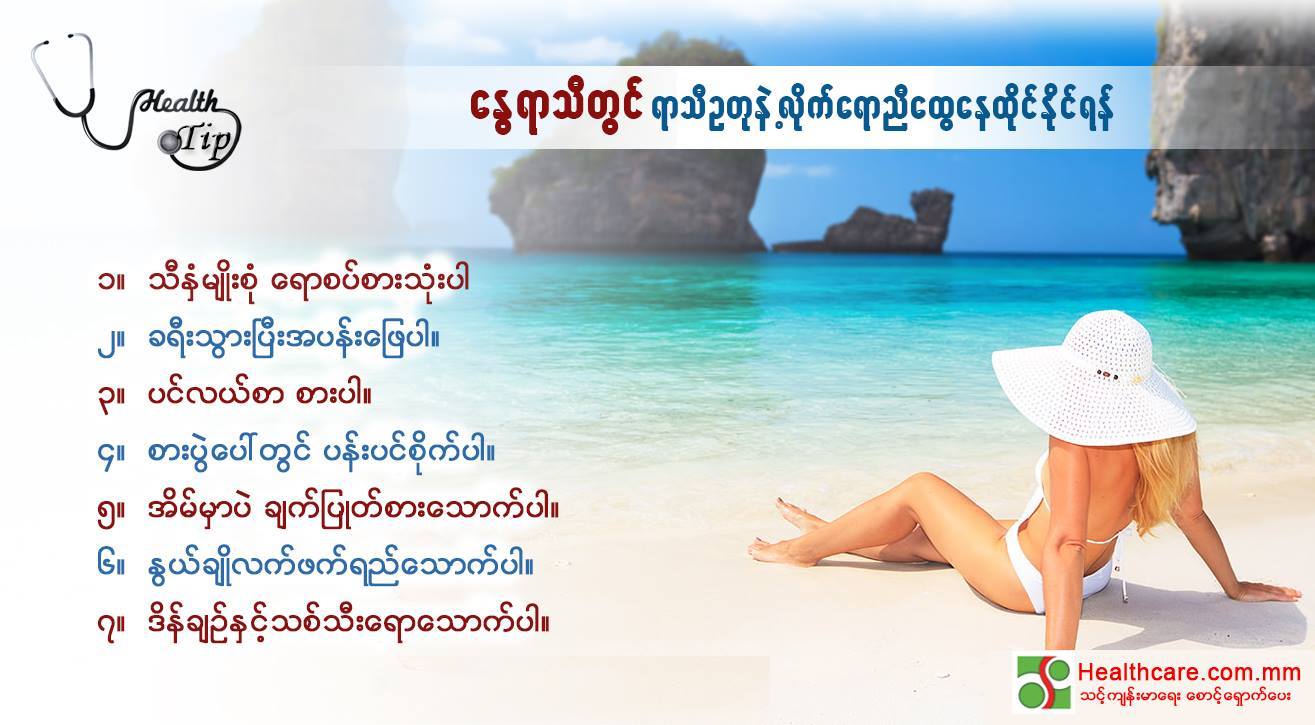 Health
Tip
နွေရာသီတွင် ရာသီဥတုနဲ့လိုက်ရောညီထွေနေထိုင်နိုင်ရန်
၁။ သီးနှံမျိုးစုံ ရောစပ်စားသုံးပါ
၂။ ခရီးသွားပြီးအပန်းဖြေပါ။
၃။ ပင်လယ်စာ စားပါ။
၄။ စားပွဲပေါ်တွင် ပန်းပင်စိုက်ပါ။
၅။ အိမ်မှာပဲ ချက်ပြုတ်စားသောက်ပါ။
၆။ နွယ်ချိုလက်ဖက်ရည်သောက်ပါ။
၇။ ဒိန်ချဉ်နှင့်သစ်သီးရောသောက်ပါ။
Healthcare.com.mm
သင့်ကျန်းမာရေး စောင့်ရှောက်ပေး